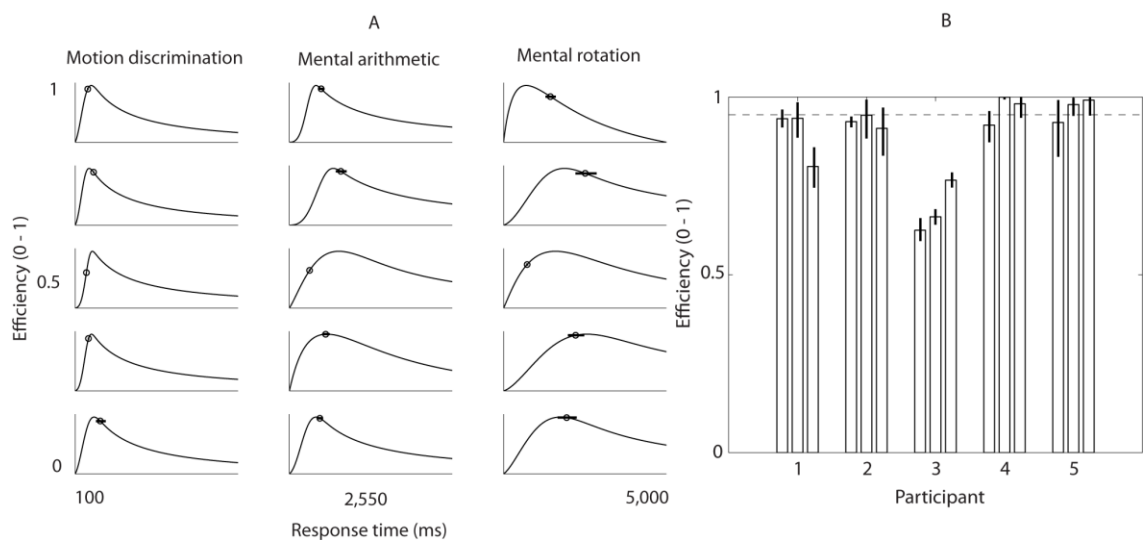 A
Motion discrimination
Mental arithmetic
Mental rotation
Efficiency (0 - 1)
1
0.5
0
100
2,550
5,000
Response time (ms)
B
Efficiency (0 - 1)
1
0.5
0
1 2 3 4 5
Participant